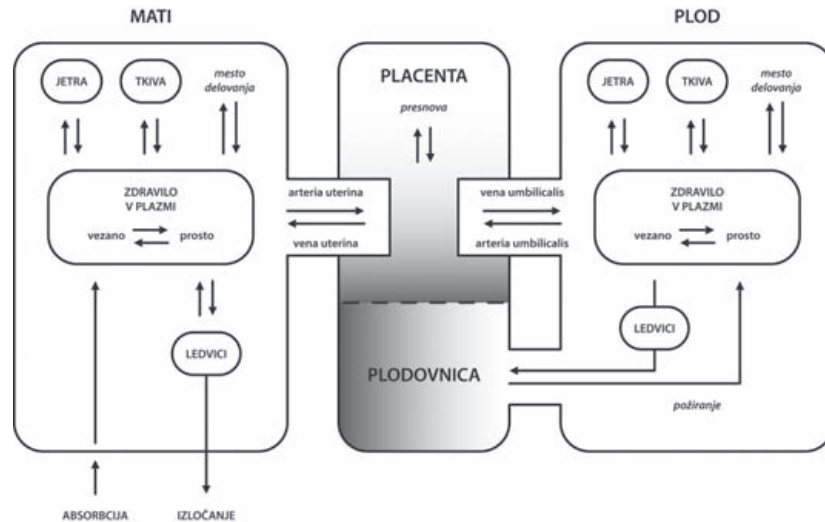 MATI
JETRA
TKIVA
mesto
delovanja
ZDRAVILO
V PLAZMI
vezano
prosto
LEDVICI
ABSORBCIJA
IZLOČANJE
PLACENTA
presnova
arteria uterina
vena uterina
vena umbilicalis
arteria umbilicalis
PLODOVNICA
PLOD
JETRA
TKIVA
mesto
delovanja
ZDRAVILO
V PLAZMI
vezano
prosto
LEDVICI
požiranje